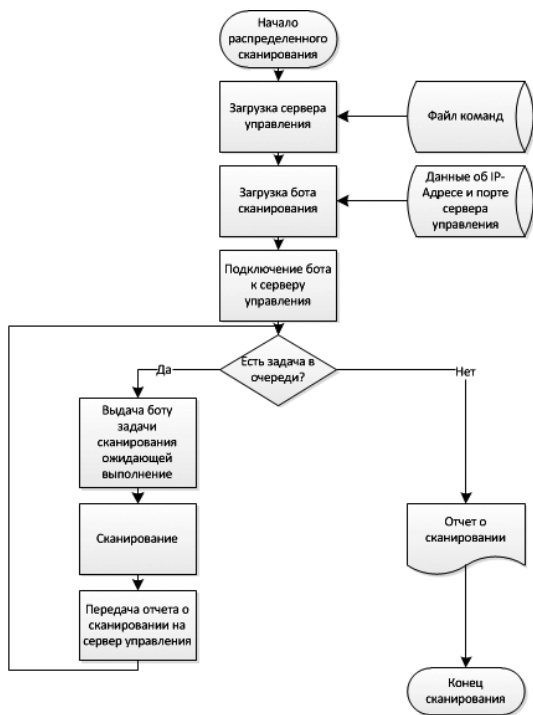 Начало
распределенного
сканирования
Загрузка сервера
управления
Файл команд
Загрузка бота
сканирования
Данные об IP-
Адресе и порте
сервера
управления
Подключение бота
к серверу
управления
Есть задача в
очереди?
Да
Нет
Выдача боту
задачи
сканирования
ожидающей
выполнение
Сканирование
Отчет о
сканировании
Передача отчета о
сканировании на
сервер управления
Конец
сканирования